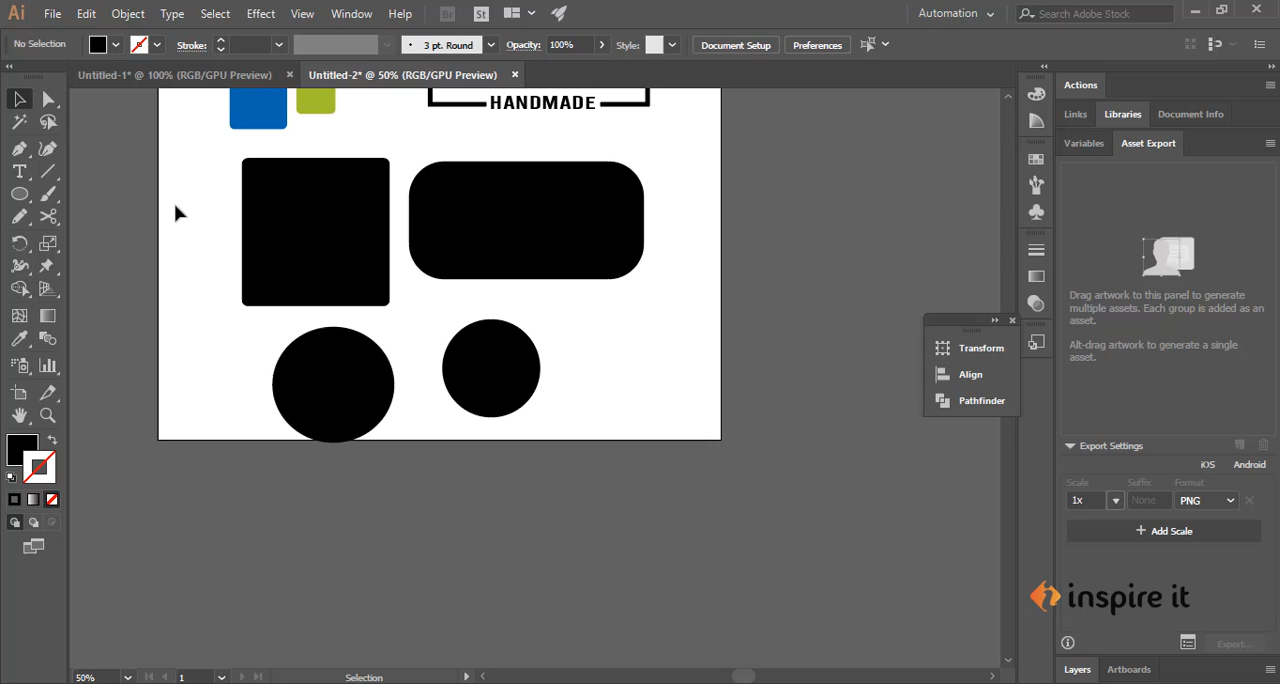 Ai File Edit Object Type Select Effect View Window Help Br St Automation Search Adobe Stock
No Selection Stroke: 3 pt. Round Opacity: 100% Style: Document Setup Preferences
Untitled-1* @ 100% (RGB/GPU Preview) Untitled-2* @ 50% (RGB/GPU Preview)
Actions
Links Libraries Document Info
Variables Asset Export
HANDMADE
Drag artwork to this panel to generate
multiple assets. Each group is added as an
asset.
Alt-drag artwork to generate a single
asset.
Transform
Align
Pathfinder
Export Settings
iOS Android
Scale Suffix Format
1x None PNG
+ Add Scale
inspire it
Export...
50% 1 Selection
Layers Artboards